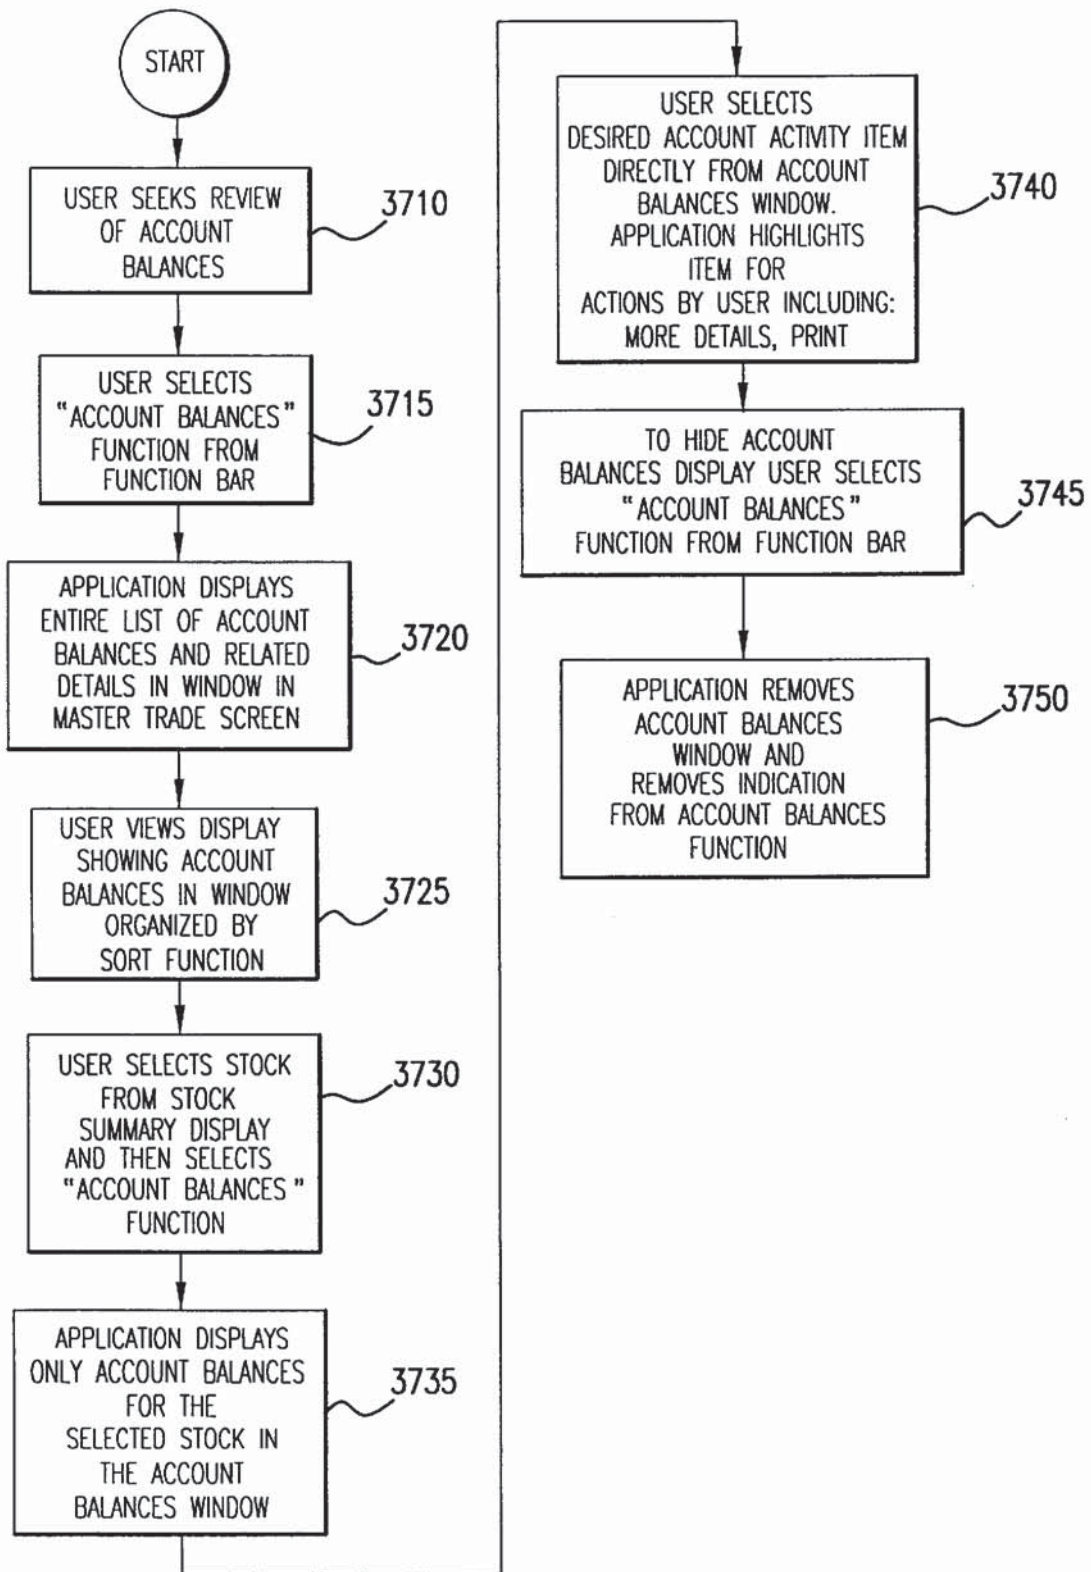 START
USER SEEKS REVIEW
OF ACCOUNT
BALANCES
3710
USER SELECTS
"ACCOUNT BALANCES"
FUNCTION FROM
FUNCTION BAR
3715
APPLICATION DISPLAYS
ENTIRE LIST OF ACCOUNT
BALANCES AND RELATED
DETAILS IN WINDOW IN
MASTER TRADE SCREEN
3720
USER VIEWS DISPLAY
SHOWING ACCOUNT
BALANCES IN WINDOW
ORGANIZED BY
SORT FUNCTION
3725
USER SELECTS STOCK
FROM STOCK
SUMMARY DISPLAY
AND THEN SELECTS
"ACCOUNT BALANCES"
FUNCTION
3730
APPLICATION DISPLAYS
ONLY ACCOUNT BALANCES
FOR THE
SELECTED STOCK IN
THE ACCOUNT
BALANCES WINDOW
3735
USER SELECTS
DESIRED ACCOUNT ACTIVITY ITEM
DIRECTLY FROM ACCOUNT
BALANCES WINDOW.
APPLICATION HIGHLIGHTS
ITEM FOR
ACTIONS BY USER INCLUDING:
MORE DETAILS, PRINT
3740
TO HIDE ACCOUNT
BALANCES DISPLAY USER SELECTS
"ACCOUNT BALANCES"
FUNCTION FROM FUNCTION BAR
3745
APPLICATION REMOVES
ACCOUNT BALANCES
WINDOW AND
REMOVES INDICATION
FROM ACCOUNT BALANCES
FUNCTION
3750